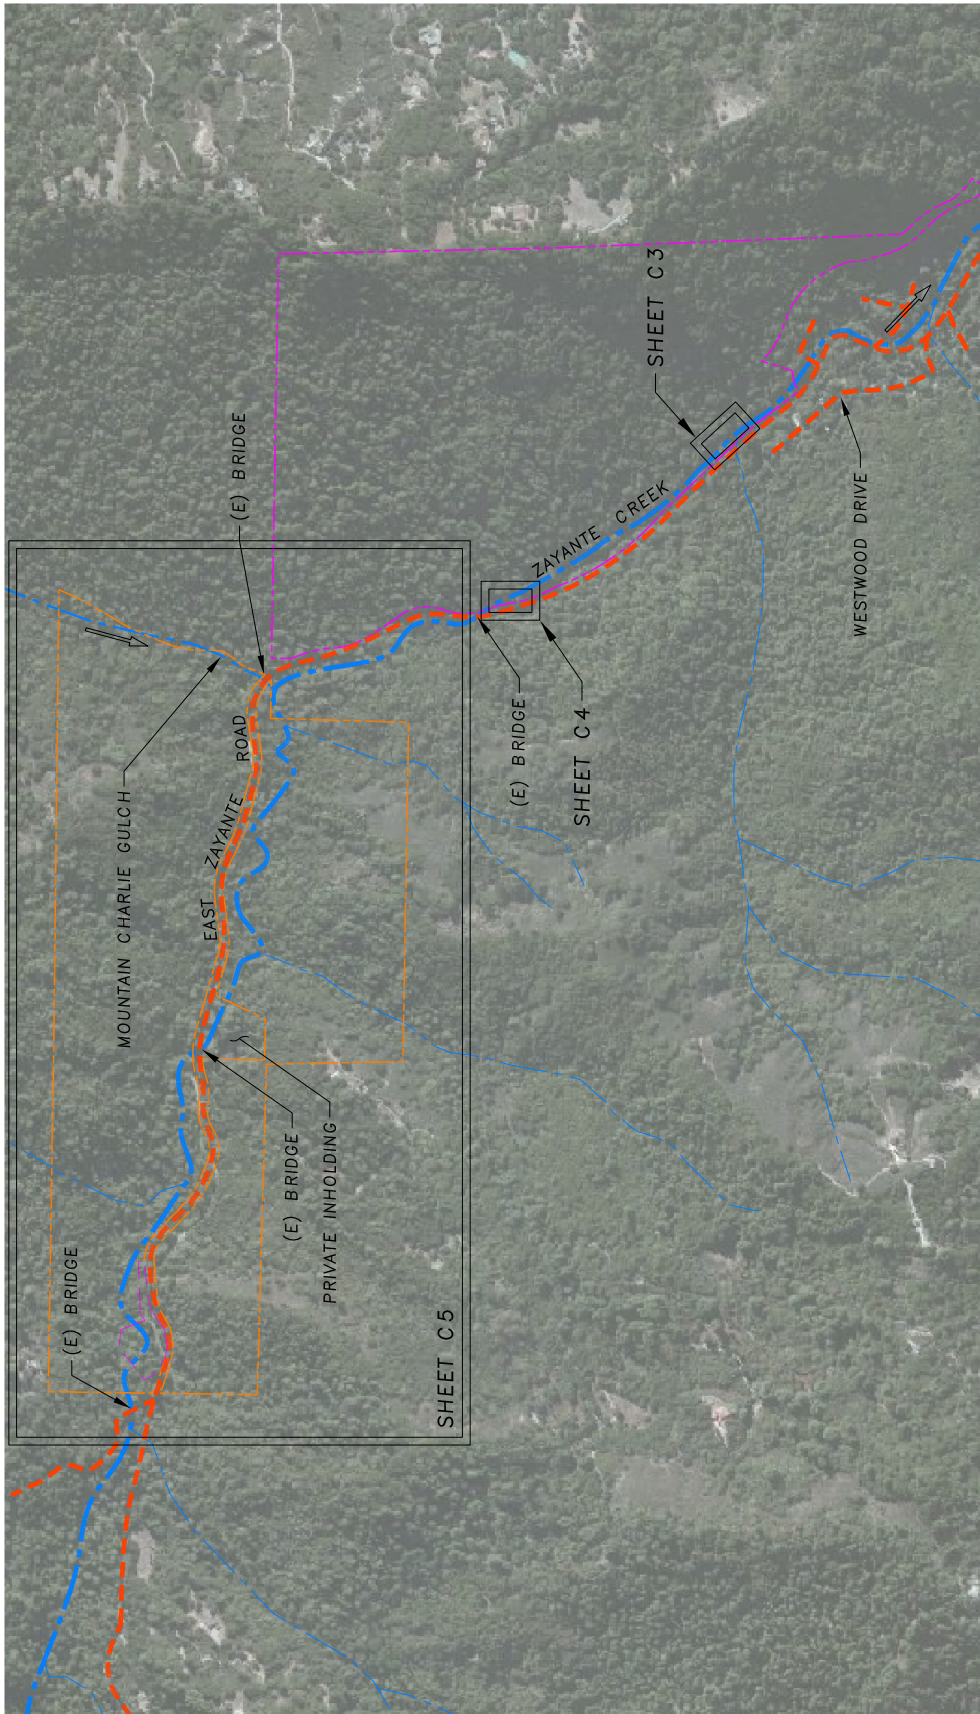 SHEET C3
(E) BRIDGE
ZAYANTE CREEK
WESTWOOD DRIVE
(E) BRIDGE
SHEET C4
MOUNTAIN CHARLIE GULCH
EAST ZAYANTE ROAD
(E) BRIDGE
PRIVATE INHOLDING
(E) BRIDGE
SHEET C5